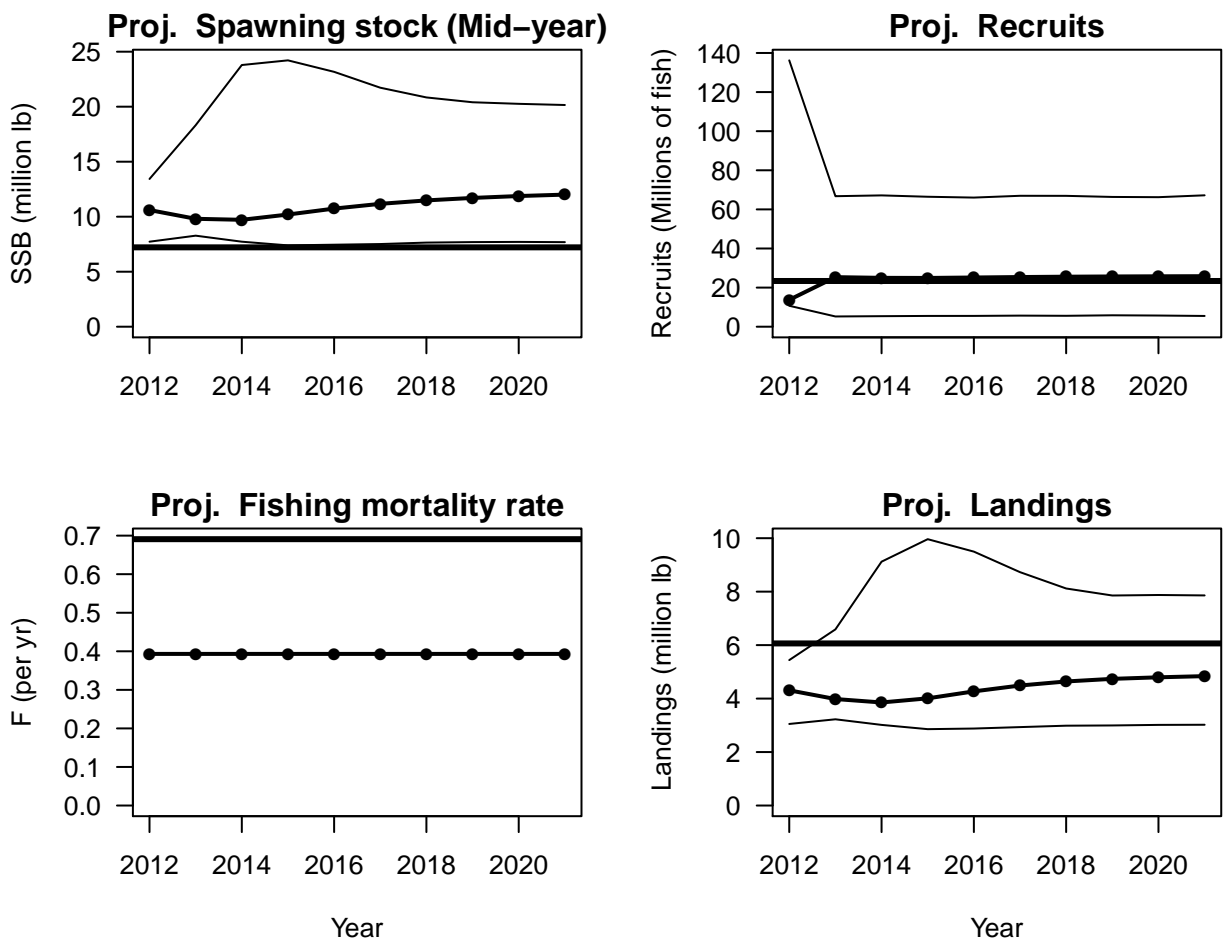 Proj. Spawning stock (Mid−year)
SSB (million lb)
25
20
15
10
5
0
2012 2014 2016 2018 2020
Proj. Recruits
Recruits (Millions of fish)
140
120
100
80
60
40
20
0
2012 2014 2016 2018 2020
Proj. Fishing mortality rate
F (per yr)
0.7
0.6
0.5
0.4
0.3
0.2
0.1
0.0
2012 2014 2016 2018 2020
Year
Proj. Landings
Landings (million lb)
10
8
6
4
2
0
2012 2014 2016 2018 2020
Year